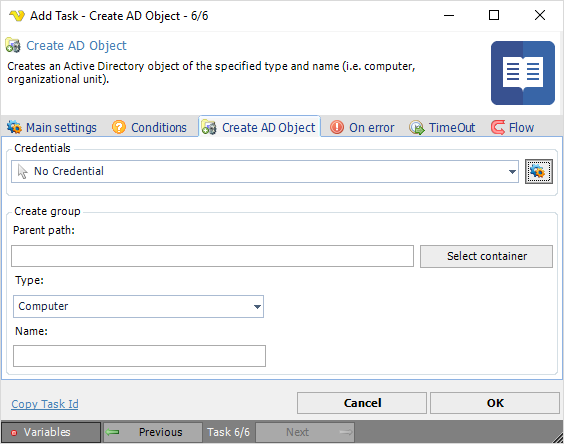 Add Task - Create AD Object - 6/6
Create AD Object
Creates an Active Directory object of the specified type and name (i.e. computer,
organizational unit).
Main settings Conditions Create AD Object On error TimeOut Flow
Credentials
No Credential
Create group
Parent path:
Select container
Type:
Computer
Name:
Copy Task Id Cancel OK
Variables Previous Task 6/6 Next